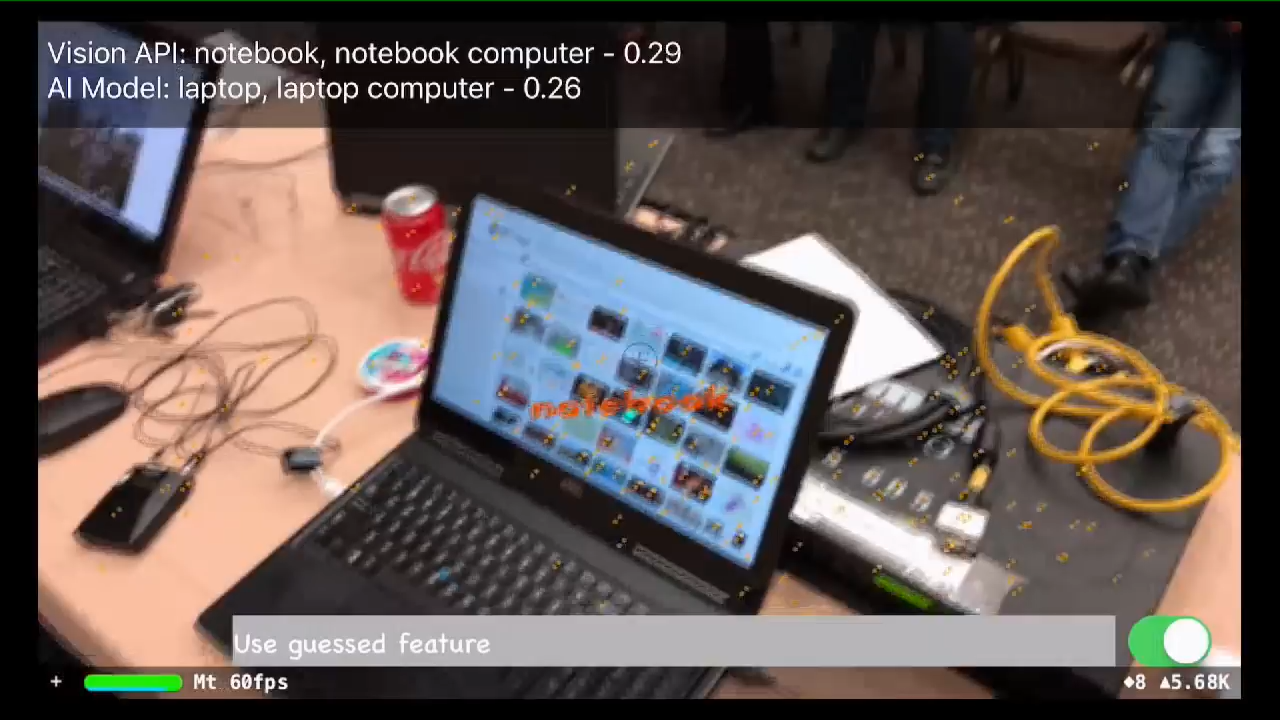 Vision API: notebook, notebook computer - 0.29
AI Model: laptop, laptop computer - 0.26
notebook
Use guessed feature
+ Mt 60fps ◆8 ▲5.68K